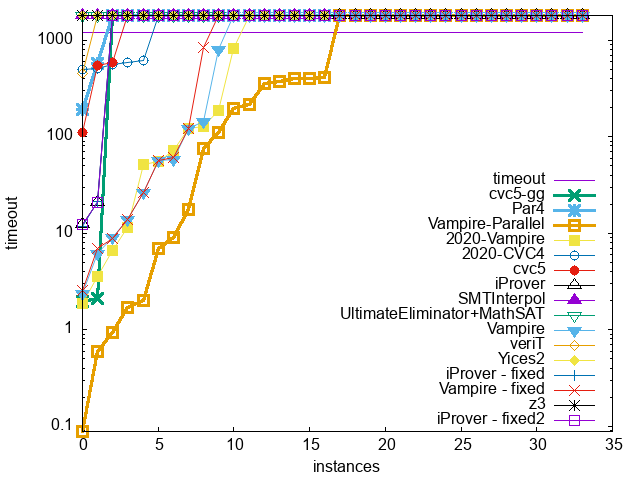 1000
100
10
1
0.1
timeout
timeout
cvc5-gg
Par4
Vampire-Parallel
2020-Vampire
2020-CVC4
cvc5
iProver
SMTInterpol
UltimateEliminator+MathSAT
Vampire
veriT
Yices2
iProver - fixed
Vampire - fixed
z3
iProver - fixed2
0 5 10 15 20 25 30 35
instances